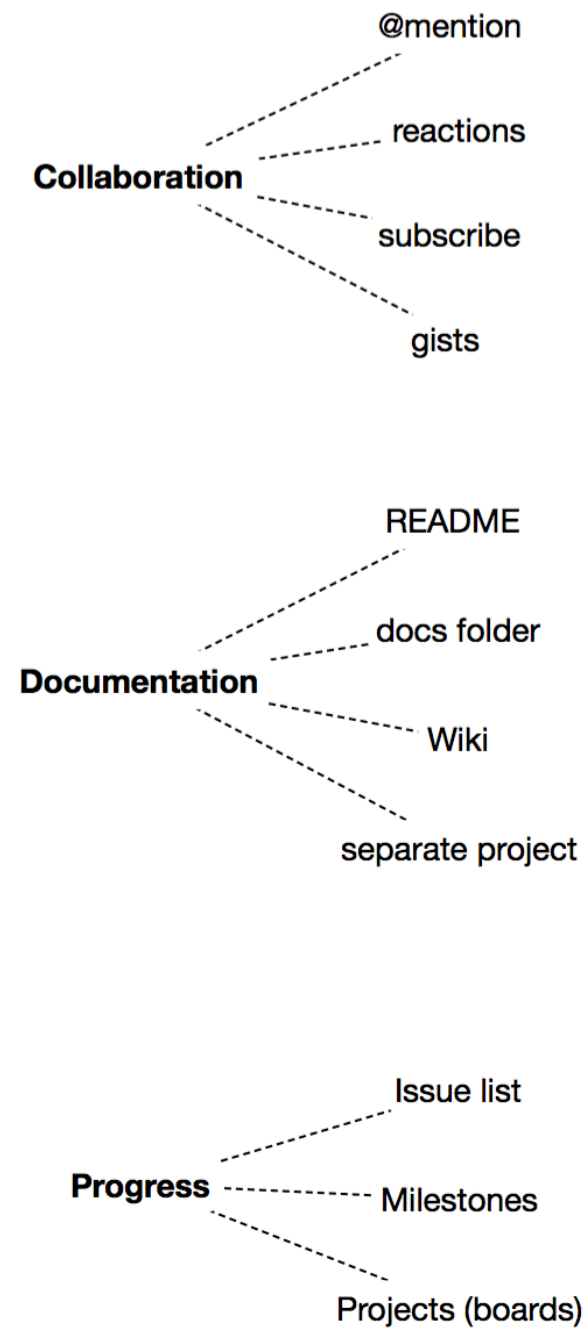 @mention
reactions
Collaboration
subscribe
gists
README
docs folder
Documentation
Wiki
separate project
Issue list
Progress
Milestones
Projects (boards)